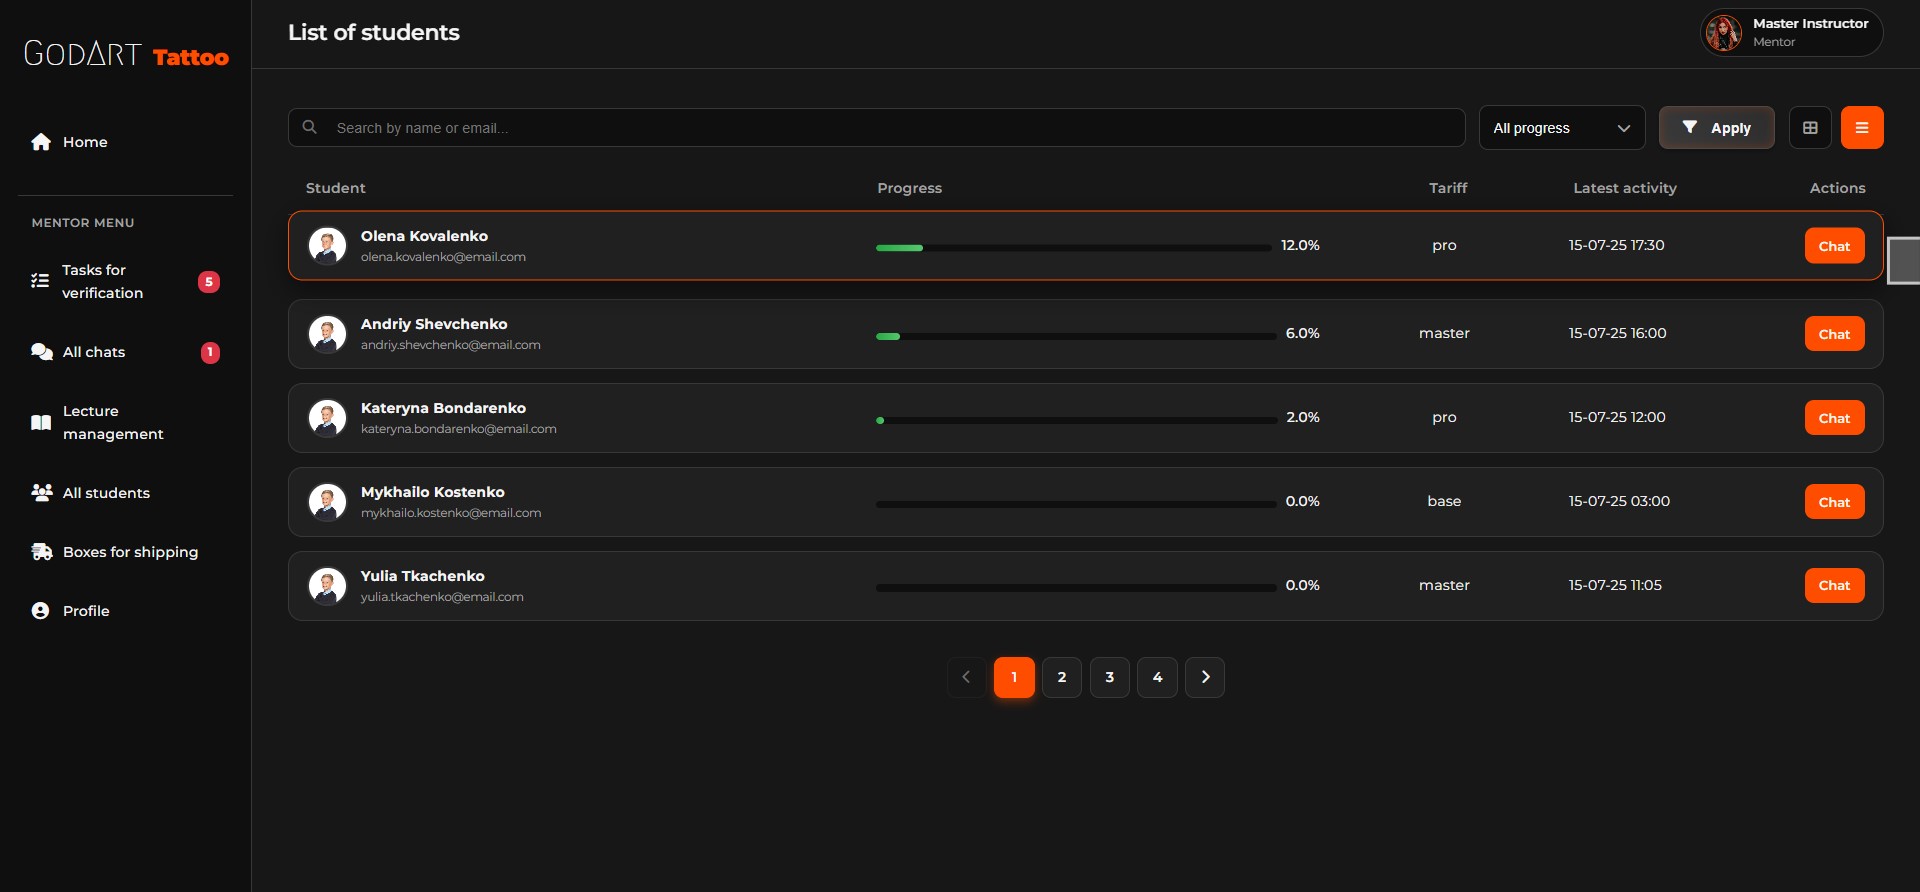 GODART Tattoo
List of students
Master Instructor
Mentor
Home
Search by name or email...
All progress
Apply
MENTOR MENU
Tasks for
verification
5
All chats
1
Lecture
management
All students
Boxes for shipping
Profile
Student Progress Tariff Latest activity Actions
Olena Kovalenko
olena.kovalenko@email.com
12.0% pro 15-07-25 17:30 Chat
Andriy Shevchenko
andriy.shevchenko@email.com
6.0% master 15-07-25 16:00 Chat
Kateryna Bondarenko
kateryna.bondarenko@email.com
2.0% pro 15-07-25 12:00 Chat
Mykhailo Kostenko
mykhailo.kostenko@email.com
0.0% base 15-07-25 03:00 Chat
Yulia Tkachenko
yulia.tkachenko@email.com
0.0% master 15-07-25 11:05 Chat
1 2 3 4